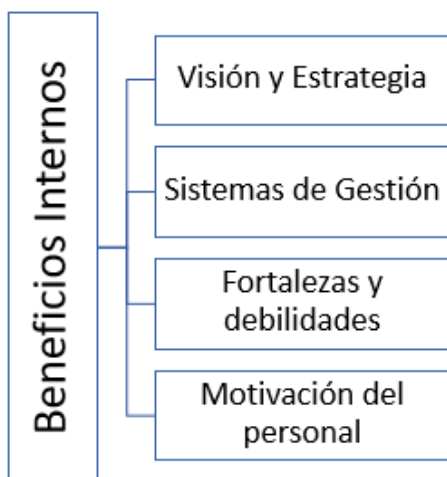 Beneficios Internos
Visión y Estrategia
Sistemas de Gestión
Fortalezas y
debilidades
Motivación del
personal